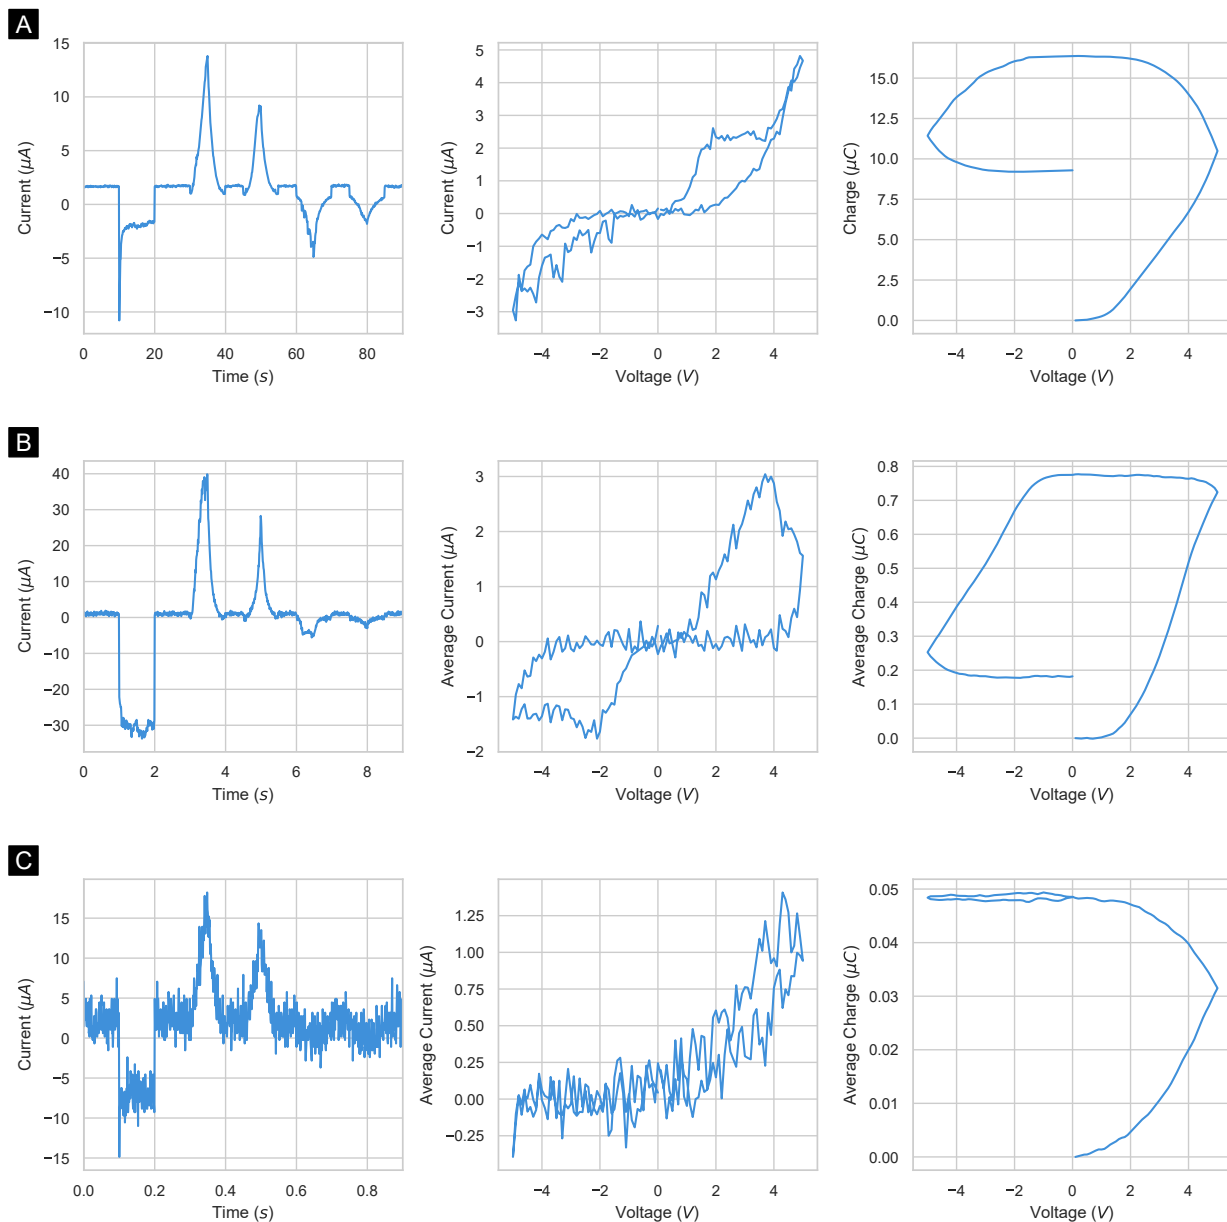 A
15
10
5
0
−5
−10
Current (μA)
0 20 40 60 80
Time (s)
5
4
3
2
1
0
−1
−2
−3
Current (μA)
−4 −2 0 2 4
Voltage (V)
15.0
12.5
10.0
7.5
5.0
2.5
0.0
Charge (μC)
−4 −2 0 2 4
Voltage (V)
B
40
30
20
10
0
−10
−20
−30
Current (μA)
0 2 4 6 8
Time (s)
3
2
1
0
−1
−2
Average Current (μA)
−4 −2 0 2 4
Voltage (V)
0.8
0.7
0.6
0.5
0.4
0.3
0.2
0.1
0.0
Average Charge (μC)
−4 −2 0 2 4
Voltage (V)
C
15
10
5
0
−5
−10
−15
Current (μA)
0.0 0.2 0.4 0.6 0.8
Time (s)
1.25
1.00
0.75
0.50
0.25
0.00
−0.25
Average Current (μA)
−4 −2 0 2 4
Voltage (V)
0.05
0.04
0.03
0.02
0.01
0.00
Average Charge (μC)
−4 −2 0 2 4
Voltage (V)